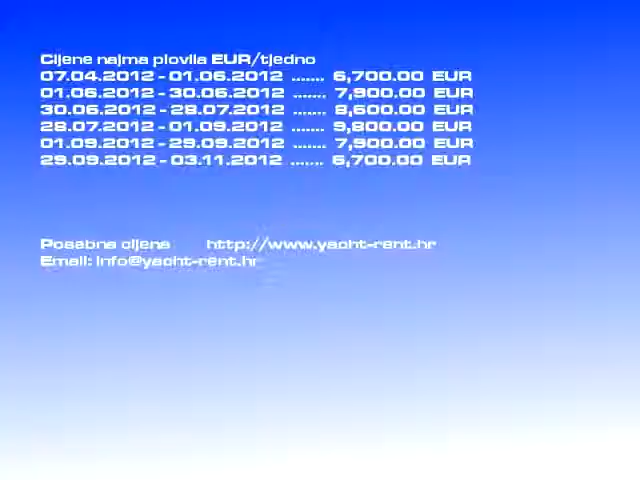 Cijene najma plovila EUR/tjedno
07.04.2012 - 01.06.2012 ....... 6,700.00 EUR
01.06.2012 - 30.06.2012 ....... 7,900.00 EUR
30.06.2012 - 28.07.2012 ....... 8,600.00 EUR
28.07.2012 - 01.09.2012 ....... 9,800.00 EUR
01.09.2012 - 29.09.2012 ....... 7,900.00 EUR
29.09.2012 - 03.11.2012 ....... 6,700.00 EUR
Posebna cijena http://www.yacht-rent.hr
Email: info@yacht-rent.hr